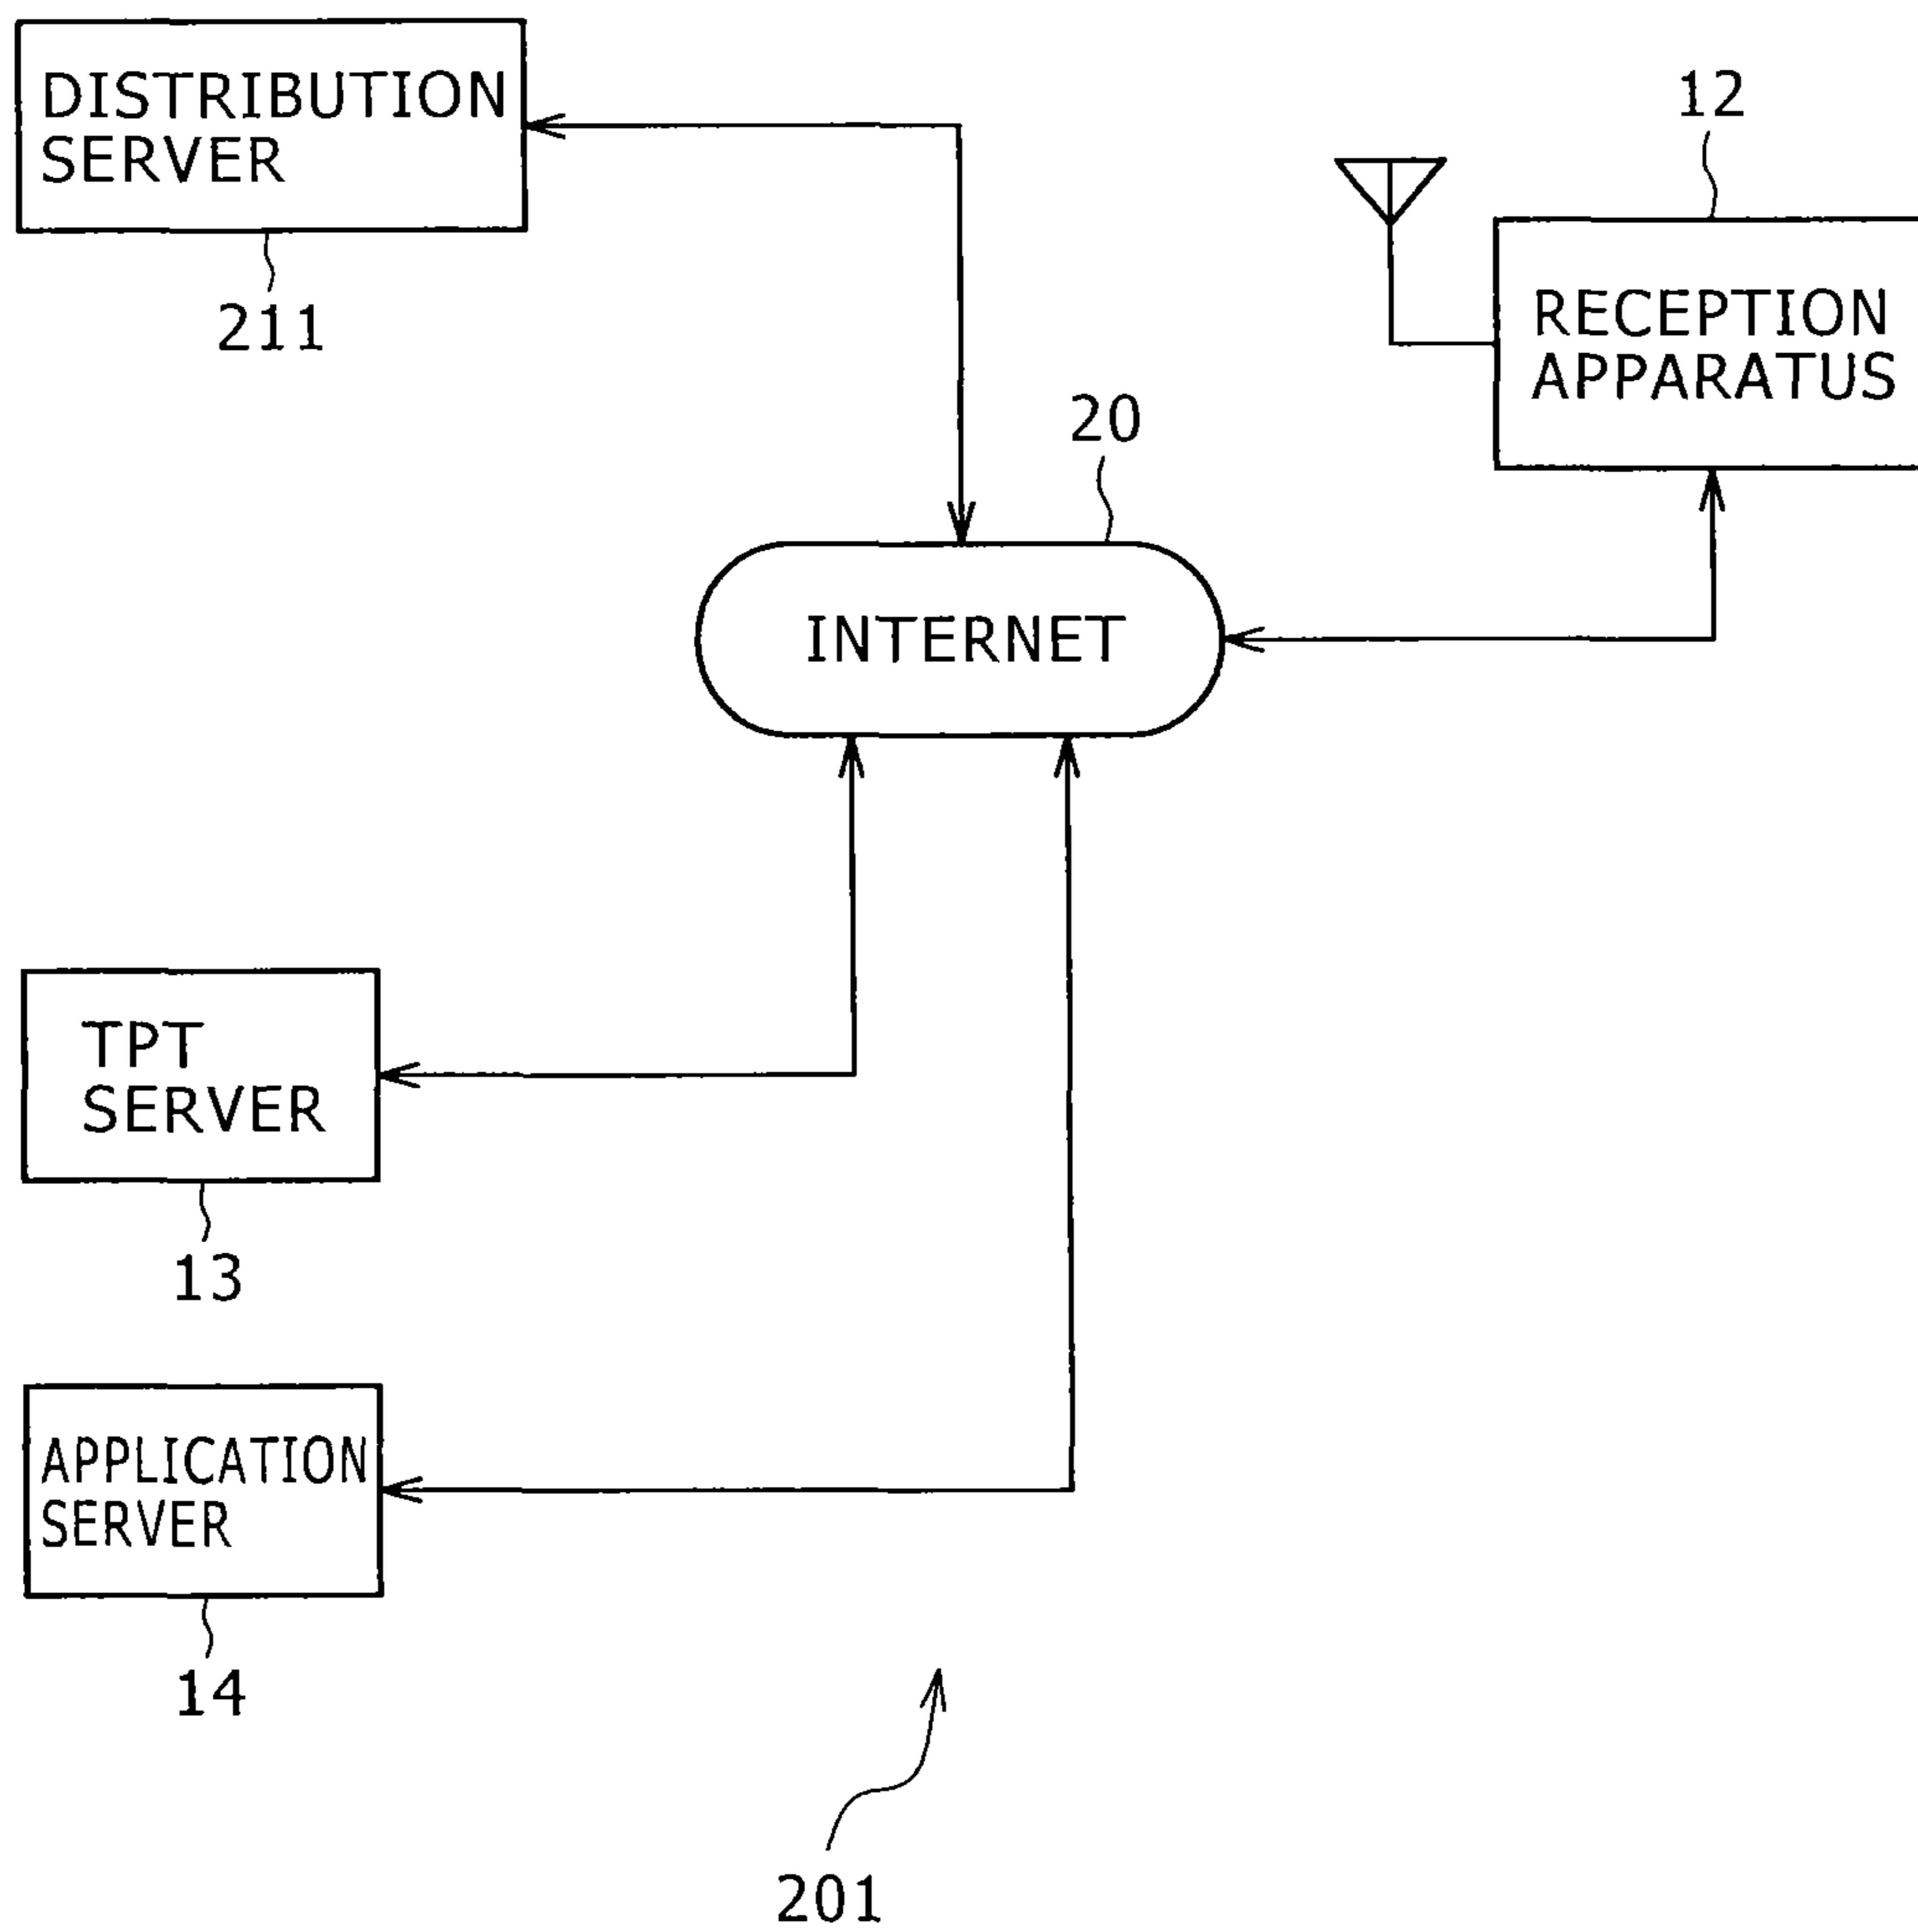 DISTRIBUTION
SERVER
211
12
RECEPTION
APPARATUS
20
INTERNET
TPT
SERVER
13
APPLICATION
SERVER
14
201